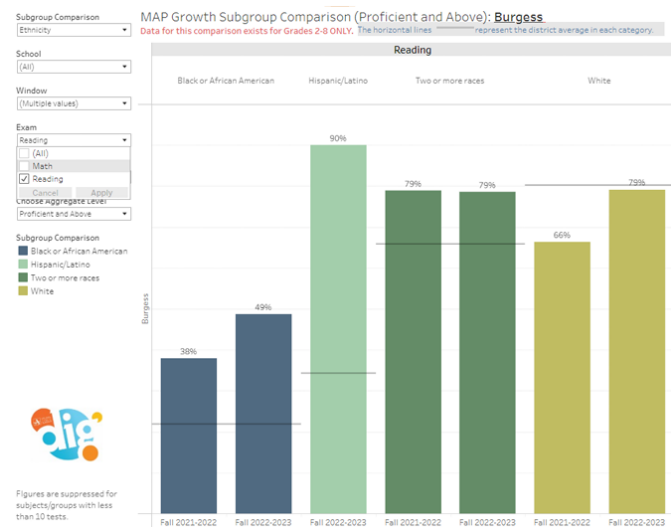 Subgroup Comparison
Ethnicity
School
(All)
Window
(Multiple values)
Exam
Reading
(All)
Math
Reading
Cancel Apply
Choose Aggregate Level
Proficient and Above
Subgroup Comparison
Black or African American
Hispanic/Latino
Two or more races
White
dig
Figures are suppressed for
subjects/groups with less
than 10 tests.
MAP Growth Subgroup Comparison (Proficient and Above): Burgess
Data for this comparison exists for Grades 2-8 ONLY. The horizontal lines represent the district average in each category.
Reading
Black or African American Hispanic/Latino Two or more races White
Burgess
38% 49% 90% 79% 79% 66% 79%
Fall 2021-2022 Fall 2022-2023 Fall 2022-2023 Fall 2021-2022 Fall 2022-2023 Fall 2021-2022 Fall 2022-2023